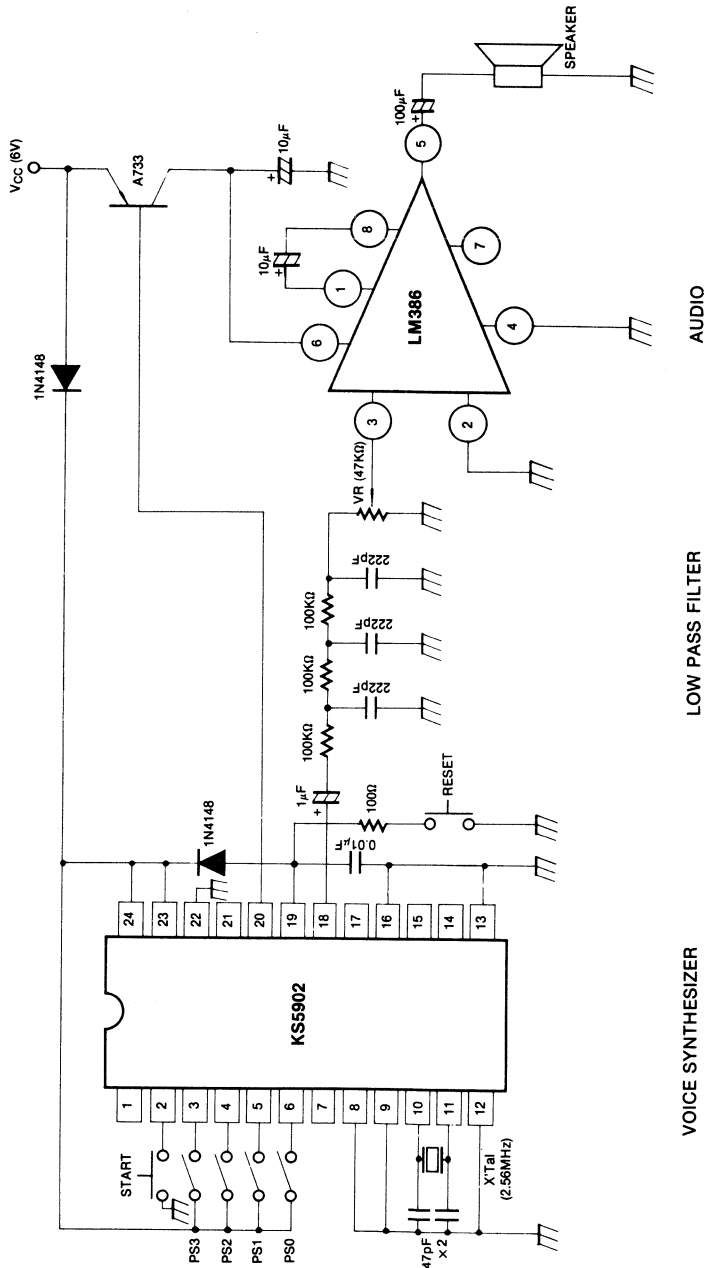 VCC (6V)
A733
1N4148
10μF
+
10μF
+
100μF
+
SPEAKER
6
1
8
LM386
5
7
4
3
2
VR (47KΩ)
100KΩ
100KΩ
100KΩ
222pF
222pF
222pF
1μF
+
1N4148
0.01μF
100Ω
RESET
KS5902
24
23
22
21
20
19
18
17
16
15
14
13
1
2
3
4
5
6
7
8
9
10
11
12
START
PS3
PS2
PS1
PS0
47pF
x 2
X'Tal
(2.56MHz)
VOICE SYNTHESIZER
LOW PASS FILTER
AUDIO